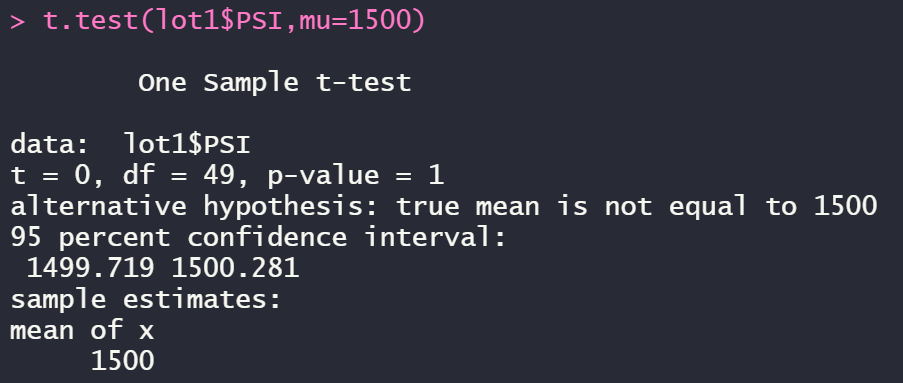 > t.test(lot1$PSI,mu=1500)
One Sample t-test
data:  lot1$PSI
t = 0, df = 49, p-value = 1
alternative hypothesis: true mean is not equal to 1500
95 percent confidence interval:
1499.719 1500.281
sample estimates:
mean of x
1500